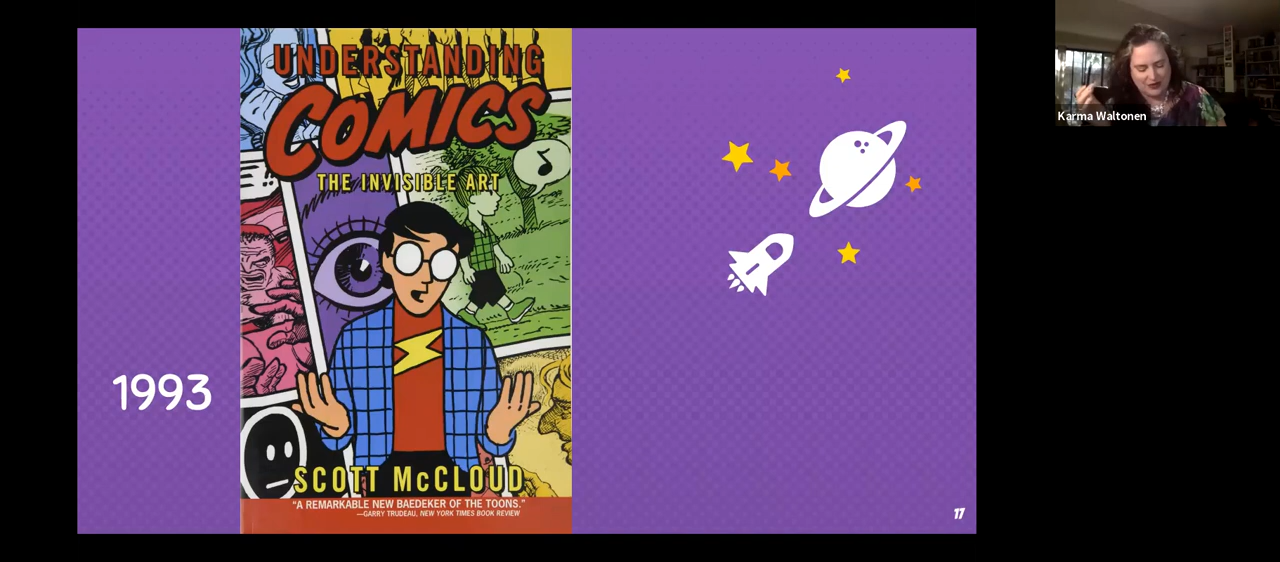 UNDERSTANDING
COMICS
THE INVISIBLE ART
1993
SCOTT McCLOUD
"A REMARKABLE NEW BAEDEKER OF THE TOONS."
—GARRY TRUDEAU, NEW YORK TIMES BOOK REVIEW
17
Karma Waltonen